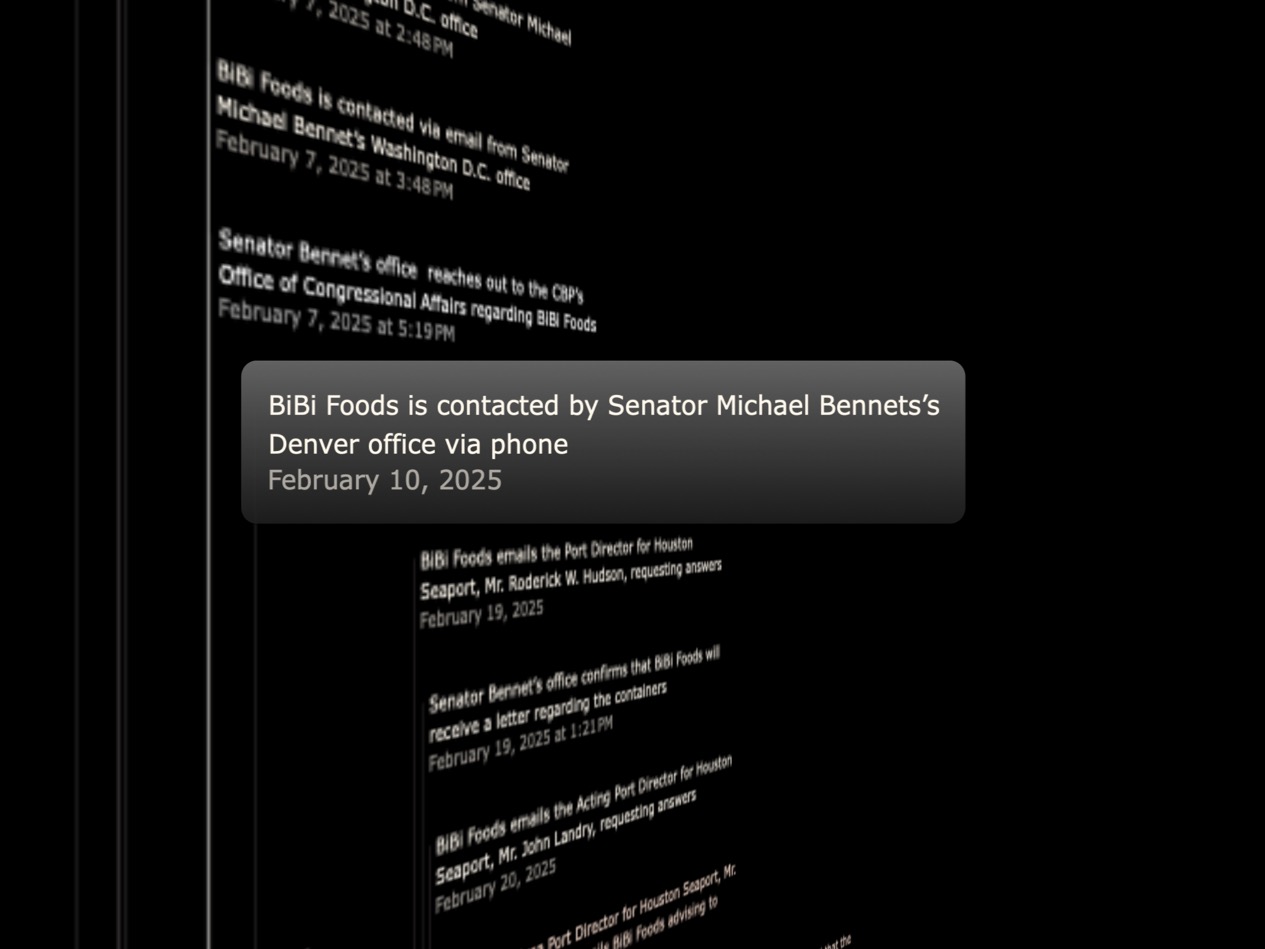 Senator Michael
D.C. office
7, 2025 at 2:48 PM
BiBi Foods is contacted via email from Senator
Michael Bennet's Washington D.C. office
February 7, 2025 at 3:48 PM
Senator Bennet's office reaches out to the CBP's
Office of Congressional Affairs regarding BiBi Foods
February 7, 2025 at 5:19 PM
BiBi Foods is contacted by Senator Michael Bennets’s
Denver office via phone
February 10, 2025
BiBi Foods emails the Port Director for Houston
Seaport, Mr. Roderick W. Hudson, requesting answers
February 19, 2025
Senator Bennet's office confirms that BiBi Foods will
receive a letter regarding the containers
February 19, 2025 at 1:21 PM
BiBi Foods emails the Acting Port Director for Houston
Seaport, Mr. John Landry, requesting answers
February 20, 2025
Port Director for Houston Seaport, Mr.
BiBi Foods advising to
that the